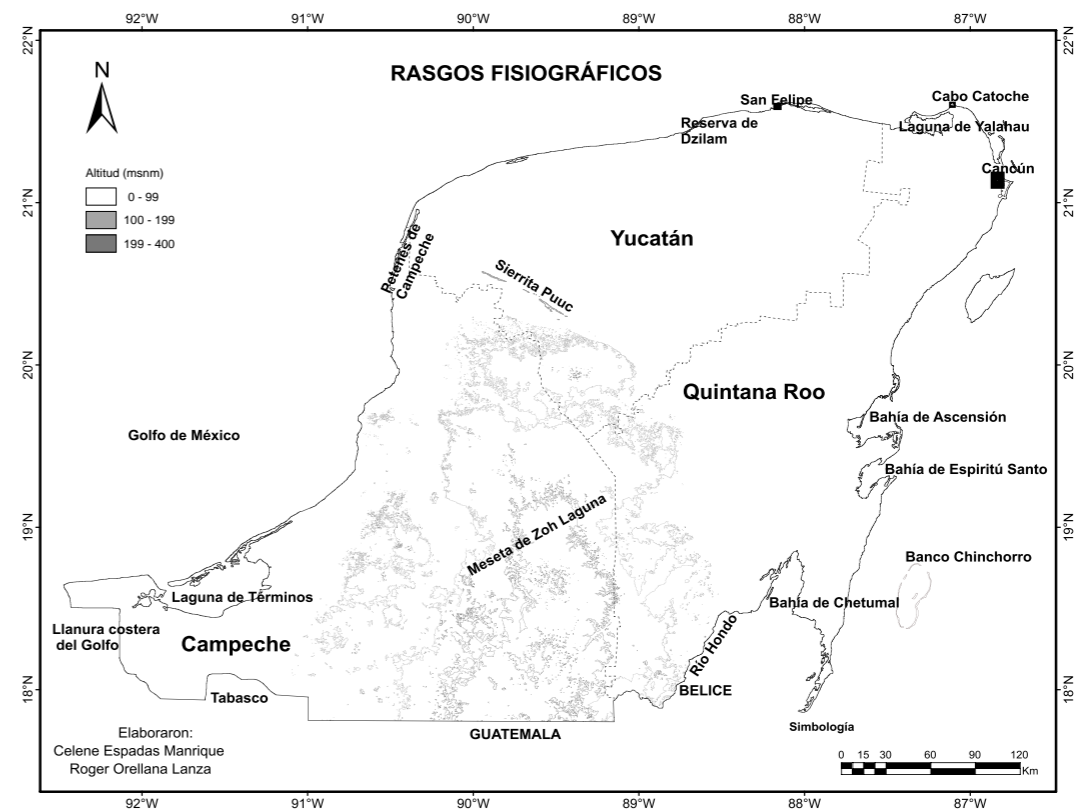 92°W 91°W 90°W 89°W 88°W 87°W
22°N 22°N
N
RASGOS FISIOGRÁFICOS
San Felipe
Cabo Catoche
Reserva de
Dzilam
Laguna de Yalahau
Cancún
Altitud (msnm)
0 - 99
100 - 199
199 - 400
21°N 21°N
Yucatán
Petenes de
Campeche
Sierrita Puuc
20°N 20°N
Quintana Roo
Bahía de Ascensión
Golfo de México
Bahía de Espiritú Santo
Meseta de Zoh Laguna
19°N 19°N
Banco Chinchorro
Laguna de Términos
Bahía de Chetumal
Llanura costera
del Golfo
Campeche
Río Hondo
18°N 18°N
Tabasco
BELICE
Simbología
GUATEMALA
Elaboraron:
Celene Espadas Manrique
Roger Orellana Lanza
0 15 30 60 90 120
Km
92°W 91°W 90°W 89°W 88°W 87°W